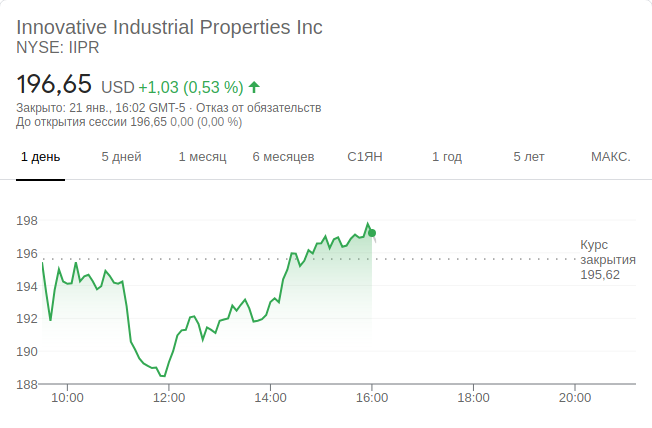 Innovative Industrial Properties Inc
NYSE: IIPR
196,65 USD +1,03 (0,53 %)
Закрыто: 21 янв., 16:02 GMT-5 · Отказ от обязательств
До открытия сессии 196,65 0,00 (0,00 %)
1 день 5 дней 1 месяц 6 месяцев С1ЯН 1 год 5 лет МАКС.
198
196
194
192
190
188
Курс
закрытия
195,62
10:00 12:00 14:00 16:00 18:00 20:00